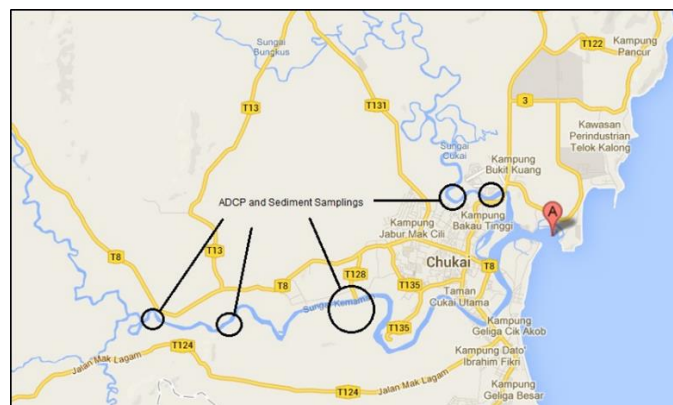 Sungai
Bungkus
T13
T131
T122
Kampung
Pancur
3
Kawasan
Perindustrian
Telok Kalong
Sungai
Cukai
Kampung
Bukit Kuang
ADCP and Sediment Samplings
A
Kampung
Jabur Mak Cili
Kampung
Bakau Tinggi
T13
T8
Chukai
T8
T128
T8
T135
Taman
Cukai Utama
Sungai Kemaman
T135
Kampung
Geliga Cik Akob
Jalan Mak Lagam
T124
Kampung Dato'
Ibrahim Fikri
Jalan Mak Lagam
T124
Kampung
Geliga Besar